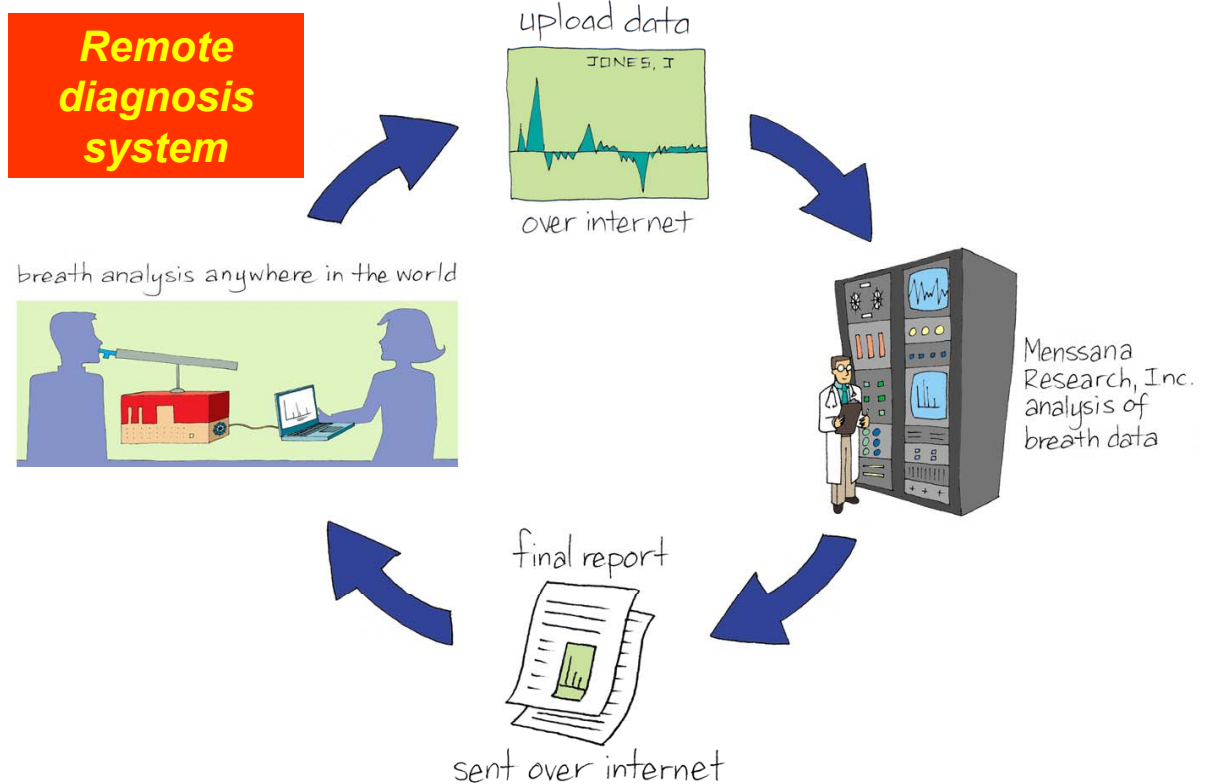 Remote
diagnosis
system
upload data
JONES, J
over internet
breath analysis anywhere in the world
Menssana
Research, Inc.
analysis of
breath data
final report
sent over internet